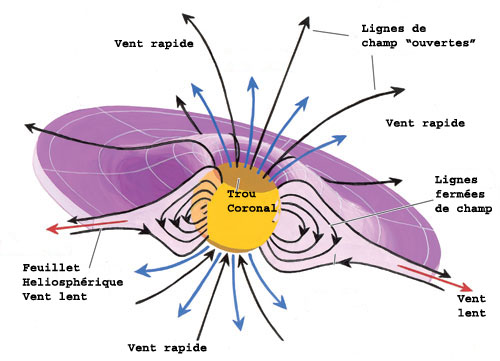 Lignes de
champ "ouvertes"
Vent rapide
Vent rapide
Trou
Coronal
Lignes
fermées
de champ
Feuillet
Heliosphérique
Vent lent
Vent
lent
Vent rapide